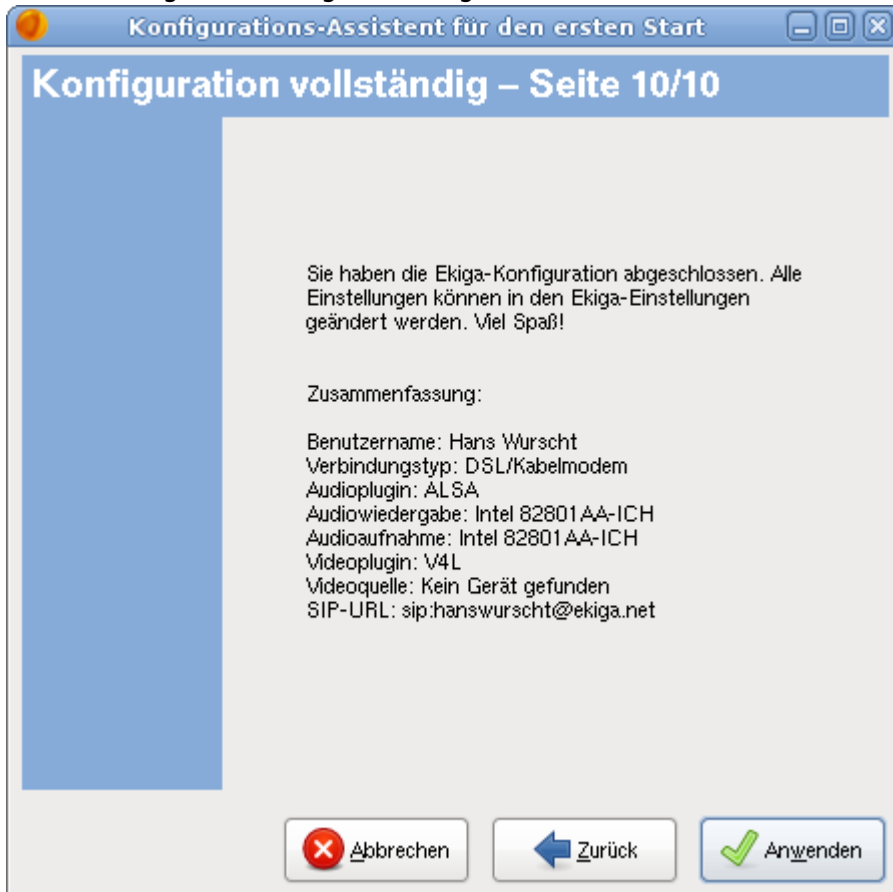 Konfigurations-Assistent für den ersten Start
Konfiguration vollständig – Seite 10/10
Sie haben die Ekiga-Konfiguration abgeschlossen. Alle
Einstellungen können in den Ekiga-Einstellungen
geändert werden. Viel Spaß!
Zusammenfassung:
Benutzername: Hans Wurscht
Verbindungstyp: DSL/Kabelmodem
Audioplugin: ALSA
Audiowiedergabe: Intel 82801AA-ICH
Audioaufnahme: Intel 82801AA-ICH
Videoplugin: V4L
Videoquelle: Kein Gerät gefunden
SIP-URL: sip:hanswurscht@ekiga.net
Abbrechen
Zurück
Anwenden